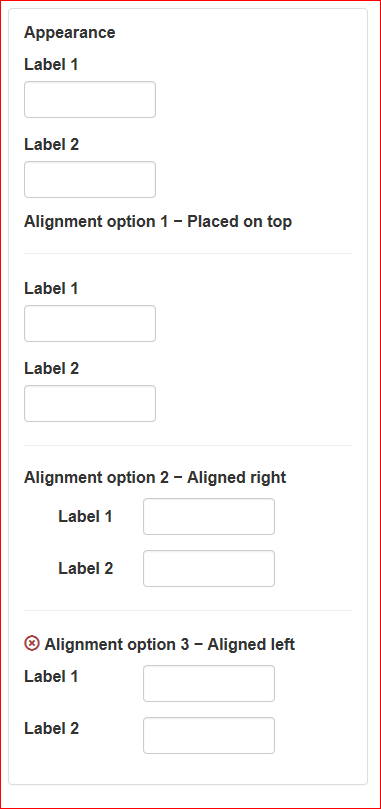 Appearance
Label 1
Label 2
Alignment option 1 – Placed on top
Label 1
Label 2
Alignment option 2 – Aligned right
Label 1
Label 2
Alignment option 3 – Aligned left
Label 1
Label 2